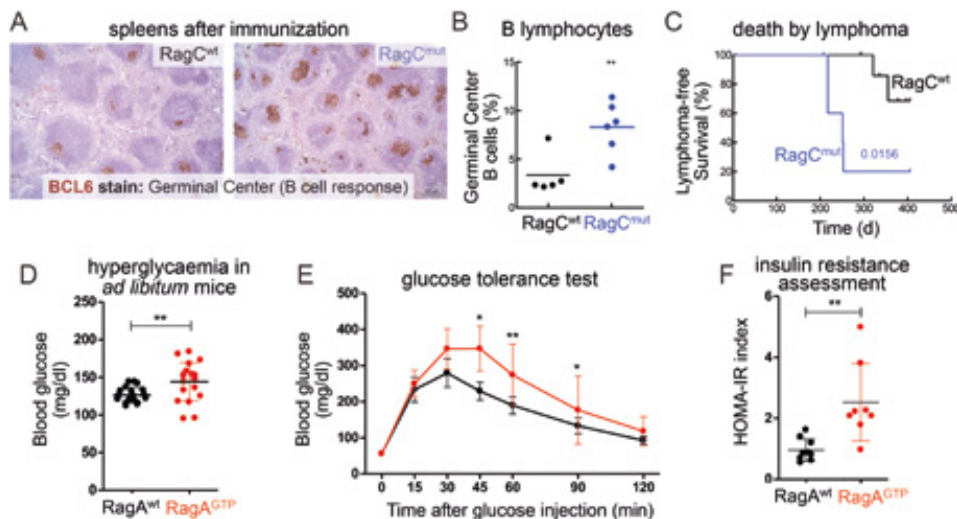 A
spleens after immunization
RagCwt
RagCmut
BCL6 stain: Germinal Center (B cell response)
B
B lymphocytes
Germinal Center
B cells (%)
15
10
5
0
**
RagCwt RagCmut
C
death by lymphoma
Lymphoma-free
Survival (%)
100
80
60
40
20
RagCwt
RagCmut
0.0156
0 100 200 300 400 500
Time (d)
D
hyperglycaemia in
ad libitum mice
Blood glucose
(mg/dl)
200
150
100
50
0
**
RagAwt RagAGTP
E
glucose tolerance test
Blood glucose
(mg/dl)
500
400
300
200
100
0
* ** *
0 15 30 45 60 90 120
Time after glucose injection (min)
F
insulin resistance
assessment
HOMA-IR index
6
4
2
0
**
RagAwt RagAGTP